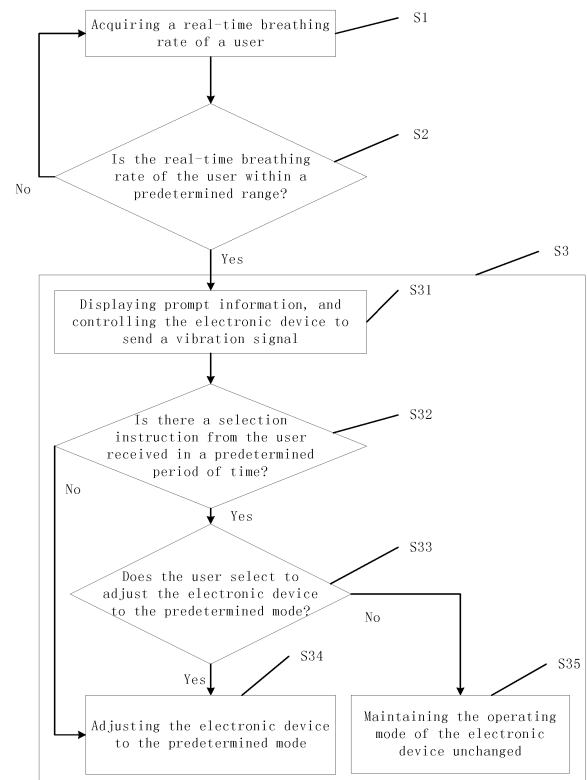 Acquiring a real-time breathing
rate of a user
S1
Is the real-time breathing
rate of the user within a
predetermined range?
S2
No
Yes
S3
Displaying prompt information, and
controlling the electronic device to
send a vibration signal
S31
Is there a selection
instruction from the user
received in a predetermined
period of time?
S32
No
Yes
Does the user select to
adjust the electronic device
to the predetermined mode?
S33
No
Yes
S34
S35
Adjusting the electronic device
to the predetermined mode
Maintaining the operating
mode of the electronic
device unchanged